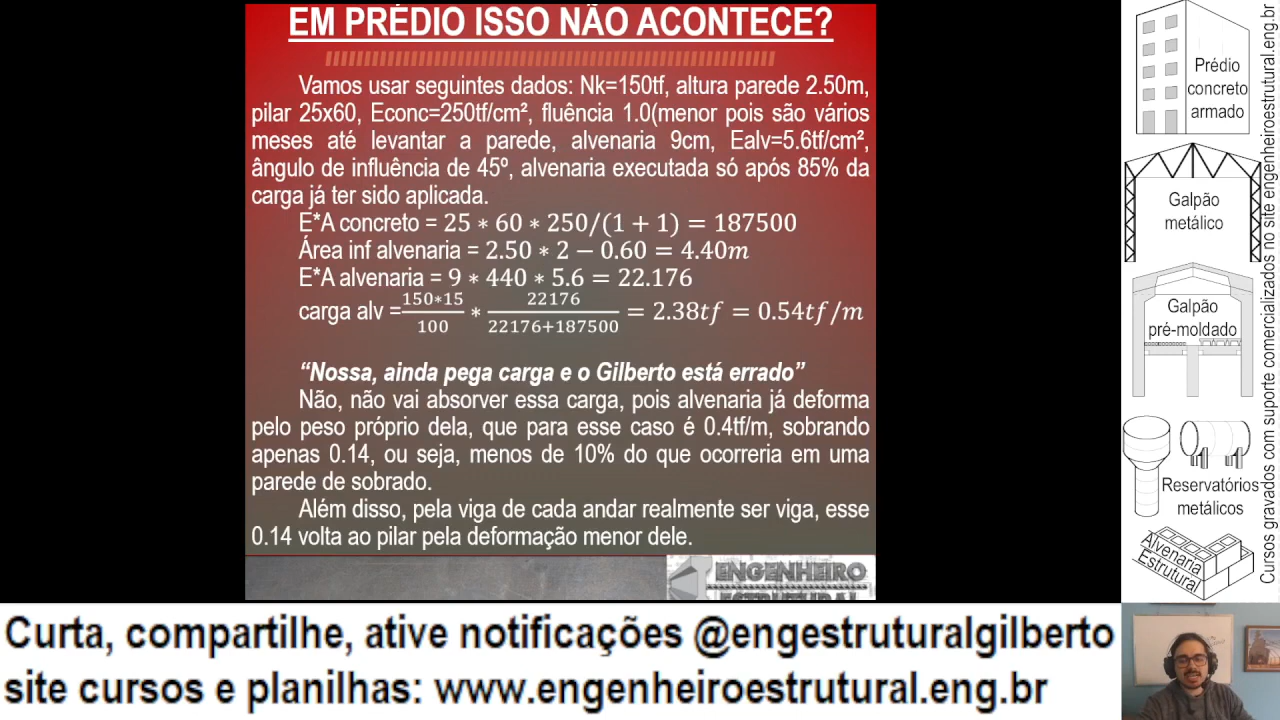 EM PRÉDIO ISSO NÃO ACONTECE?
Vamos usar seguintes dados: Nk=150tf, altura parede 2.50m,
pilar 25x60, Econc=250tf/cm², fluência 1.0(menor pois são vários
meses até levantar a parede, alvenaria 9cm, Ealv=5.6tf/cm²,
ângulo de influência de 45º, alvenaria executada só após 85% da
carga já ter sido aplicada.
E*A concreto = 25 ∗ 60 ∗ 250/(1 + 1) = 187500
Área inf alvenaria = 2.50 ∗ 2 − 0.60 = 4.40m
E*A alvenaria = 9 ∗ 440 ∗ 5.6 = 22.176
carga alv = 150∗15/100 ∗ 22176/22176+187500 = 2.38tf = 0.54tf/m
“Nossa, ainda pega carga e o Gilberto está errado”
Não, não vai absorver essa carga, pois alvenaria já deforma
pelo peso próprio dela, que para esse caso é 0.4tf/m, sobrando
apenas 0.14, ou seja, menos de 10% do que ocorreria em uma
parede de sobrado.
Além disso, pela viga de cada andar realmente ser viga, esse
0.14 volta ao pilar pela deformação menor dele.
ENGENHEIRO
ESTRUTURAL
Prédio
concreto
armado
Galpão
metálico
Galpão
pré-moldado
Reservatórios
metálicos
Alvenaria
Estrutural
Cursos gravados com suporte comercializados no site engenheiroestrutural.eng.br
Curta, compartilhe, ative notificações @engestruturalgilberto
site cursos e planilhas: www.engenheiroestrutural.eng.br